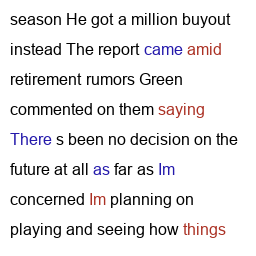 season He got a million buyout
instead The report came amid
retirement rumors Green
commented on them saying
There s been no decision on the
future at all as far as Im
concerned Im planning on
playing and seeing how things